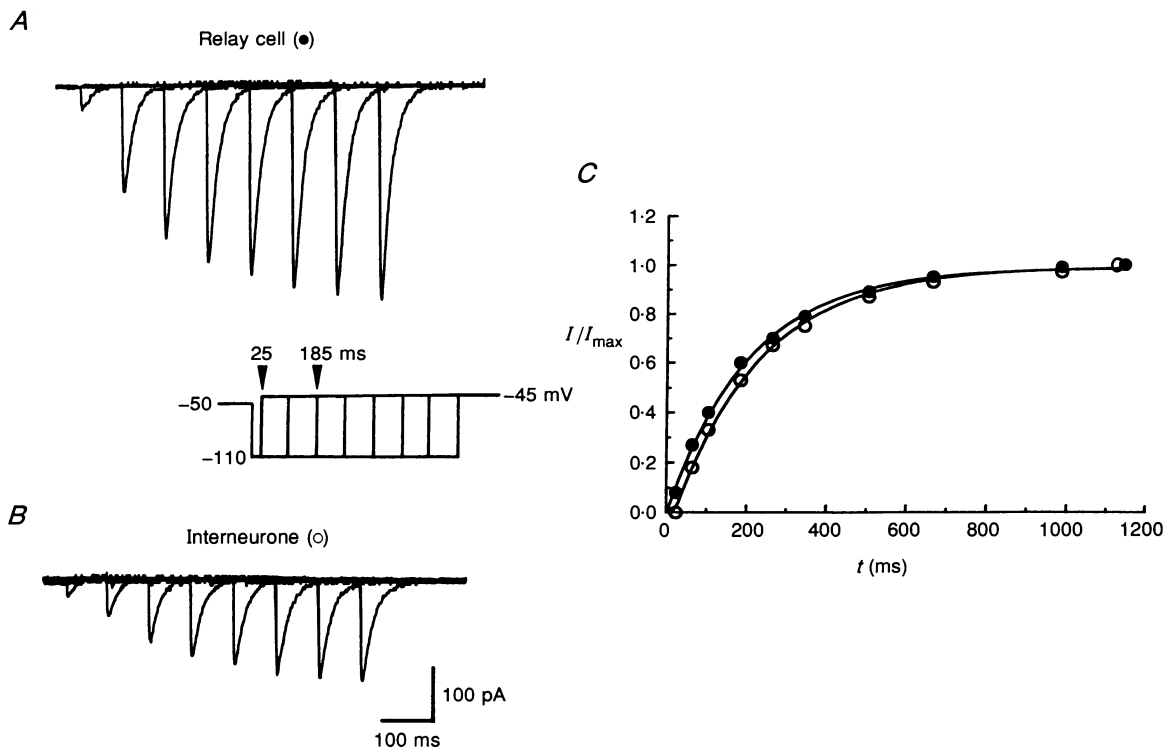 A
Relay cell (●)
25 185 ms
−50
−45 mV
−110
B
Interneurone (○)
100 pA
100 ms
C
1·2
1·0
0·8
I/Imax
0·6
0·4
0·2
0·0
0 200 400 600 800 1000 1200
t (ms)